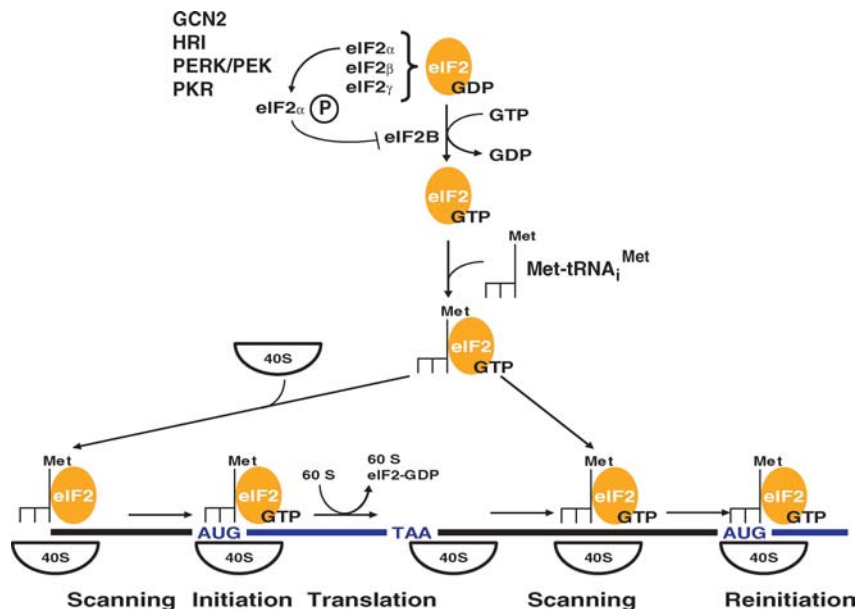 GCN2
HRI
PERK/PEK
PKR
eIF2α
eIF2β
eIF2γ
eIF2
GDP
eIF2α P
eIF2B
GTP
GDP
eIF2
GTP
Met
Met-tRNAiMet
Met
eIF2
GTP
40S
Met
eIF2
Met
eIF2
GTP
60 S
60 S
eIF2-GDP
Met
eIF2
GTP
Met
eIF2
GTP
AUG
TAA
AUG
40S
40S
40S
40S
40S
Scanning Initiation Translation Scanning Reinitiation